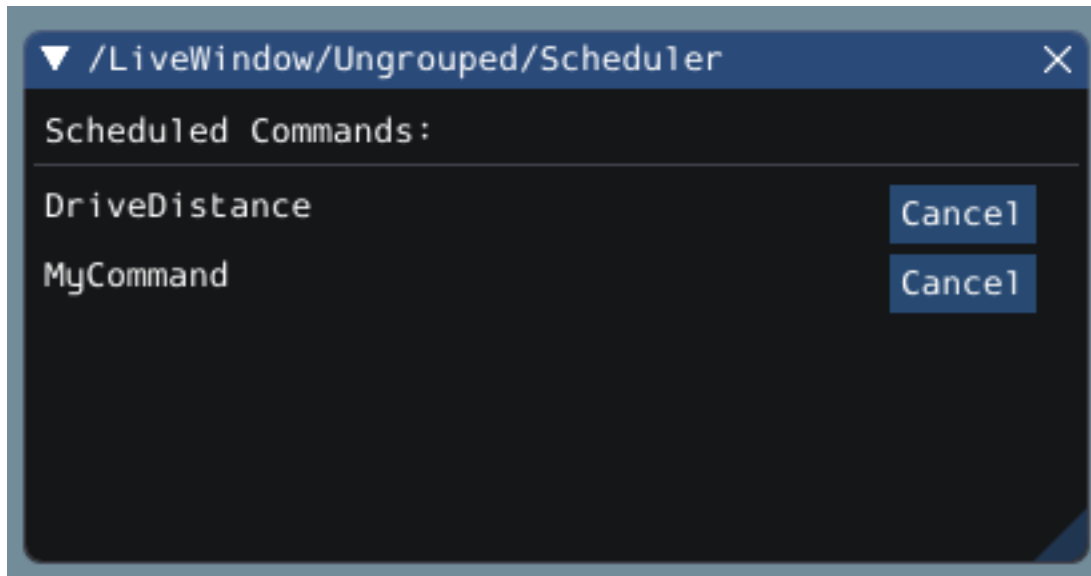 /LiveWindow/Ungrouped/Scheduler
Scheduled Commands:
DriveDistance Cancel
MyCommand Cancel